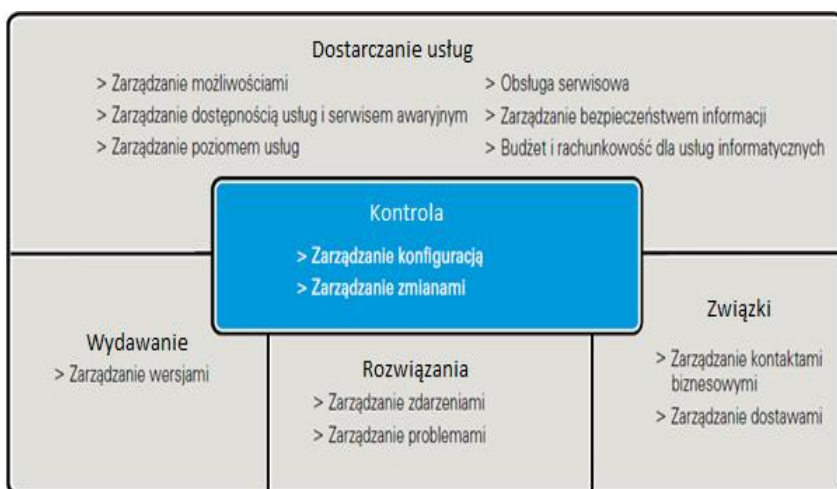 Dostarczanie usług
> Zarządzanie możliwościami
> Zarządzanie dostępnością usług i serwisem awaryjnym
> Zarządzanie poziomem usług
> Obsługa serwisowa
> Zarządzanie bezpieczeństwem informacji
> Budżet i rachunkowość dla usług informatycznych
Kontrola
> Zarządzanie konfiguracją
> Zarządzanie zmianami
Wydawanie
> Zarządzanie wersjami
Rozwiązania
> Zarządzanie zdarzeniami
> Zarządzanie problemami
Związki
> Zarządzanie kontaktami
biznesowymi
> Zarządzanie dostawami